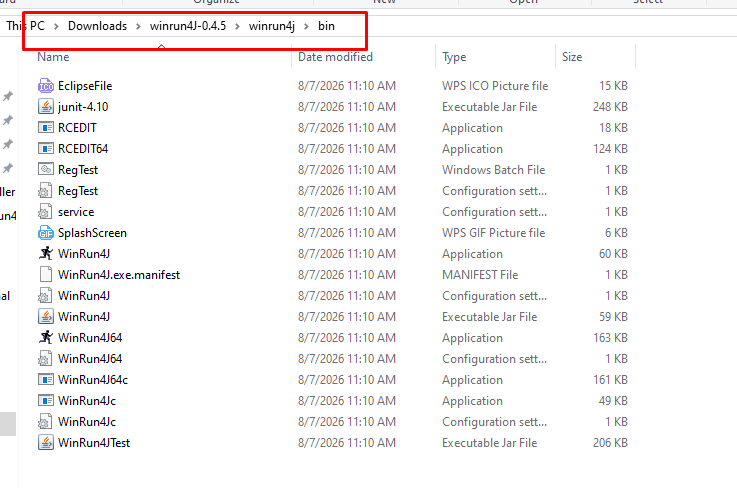 This PC > Downloads > winrun4J-0.4.5 > winrun4j > bin
Name Date modified Type Size
EclipseFile 8/7/2026 11:10 AM WPS ICO Picture file 15 KB
junit-4.10 8/7/2026 11:10 AM Executable Jar File 248 KB
RCEDIT 8/7/2026 11:10 AM Application 18 KB
RCEDIT64 8/7/2026 11:10 AM Application 124 KB
RegTest 8/7/2026 11:10 AM Windows Batch File 1 KB
RegTest 8/7/2026 11:10 AM Configuration sett... 1 KB
service 8/7/2026 11:10 AM Configuration sett... 1 KB
SplashScreen 8/7/2026 11:10 AM WPS GIF Picture file 6 KB
WinRun4J 8/7/2026 11:10 AM Application 60 KB
WinRun4J.exe.manifest 8/7/2026 11:10 AM MANIFEST File 1 KB
WinRun4J 8/7/2026 11:10 AM Configuration sett... 1 KB
WinRun4J 8/7/2026 11:10 AM Executable Jar File 59 KB
WinRun4J64 8/7/2026 11:10 AM Application 163 KB
WinRun4J64 8/7/2026 11:10 AM Configuration sett... 1 KB
WinRun4J64c 8/7/2026 11:10 AM Application 161 KB
WinRun4Jc 8/7/2026 11:10 AM Application 49 KB
WinRun4Jc 8/7/2026 11:10 AM Configuration sett... 1 KB
WinRun4JTest 8/7/2026 11:10 AM Executable Jar File 206 KB